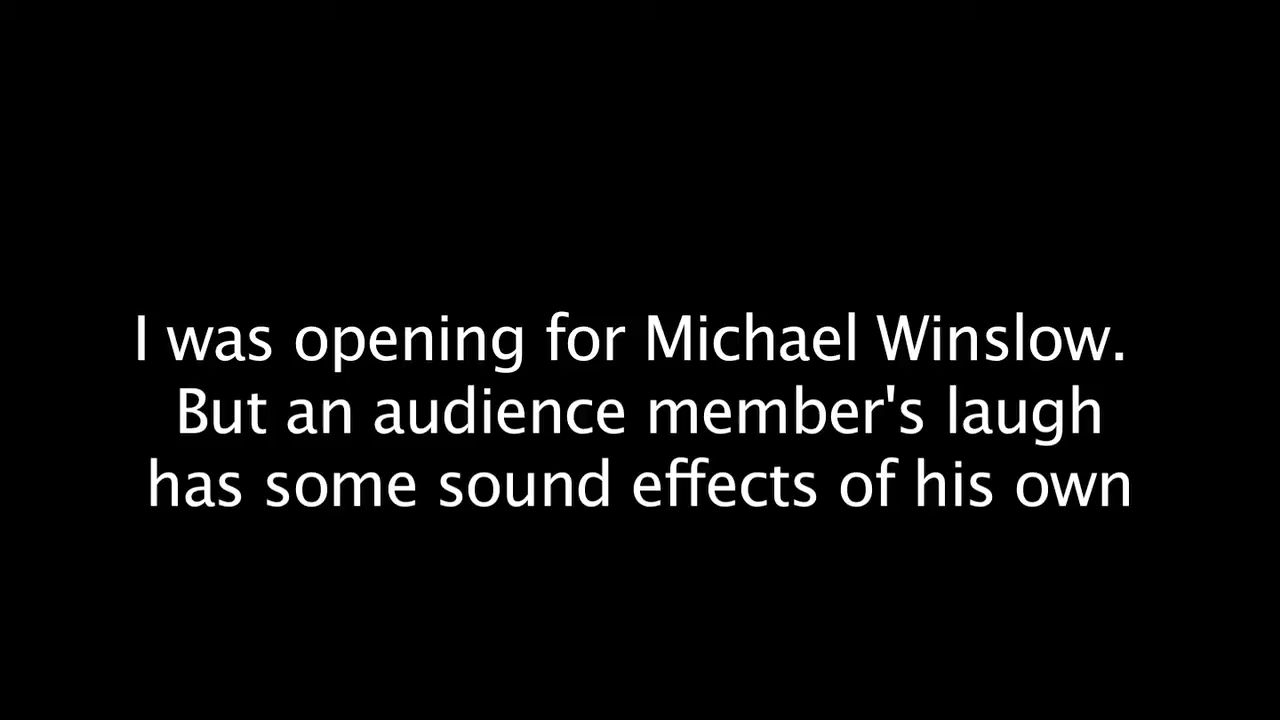 I was opening for Michael Winslow.
But an audience member's laugh
has some sound effects of his own